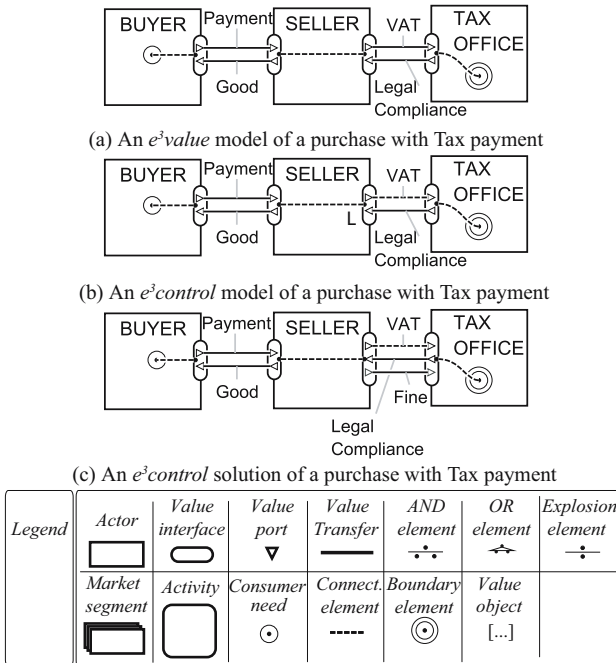 BUYER Payment SELLER VAT TAX
OFFICE
Good Legal
Compliance
(a) An e³value model of a purchase with Tax payment
BUYER Payment SELLER VAT TAX
OFFICE
L
Good Legal
Compliance
(b) An e³control model of a purchase with Tax payment
BUYER Payment SELLER VAT TAX
OFFICE
Good Fine
Legal
Compliance
(c) An e³control solution of a purchase with Tax payment
Legend
Actor
Value
interface
Value
port
Value
Transfer
AND
element
OR
element
Explosion
element
Market
segment
Activity
Consumer
need
Connect.
element
Boundary
element
Value
object
[...]